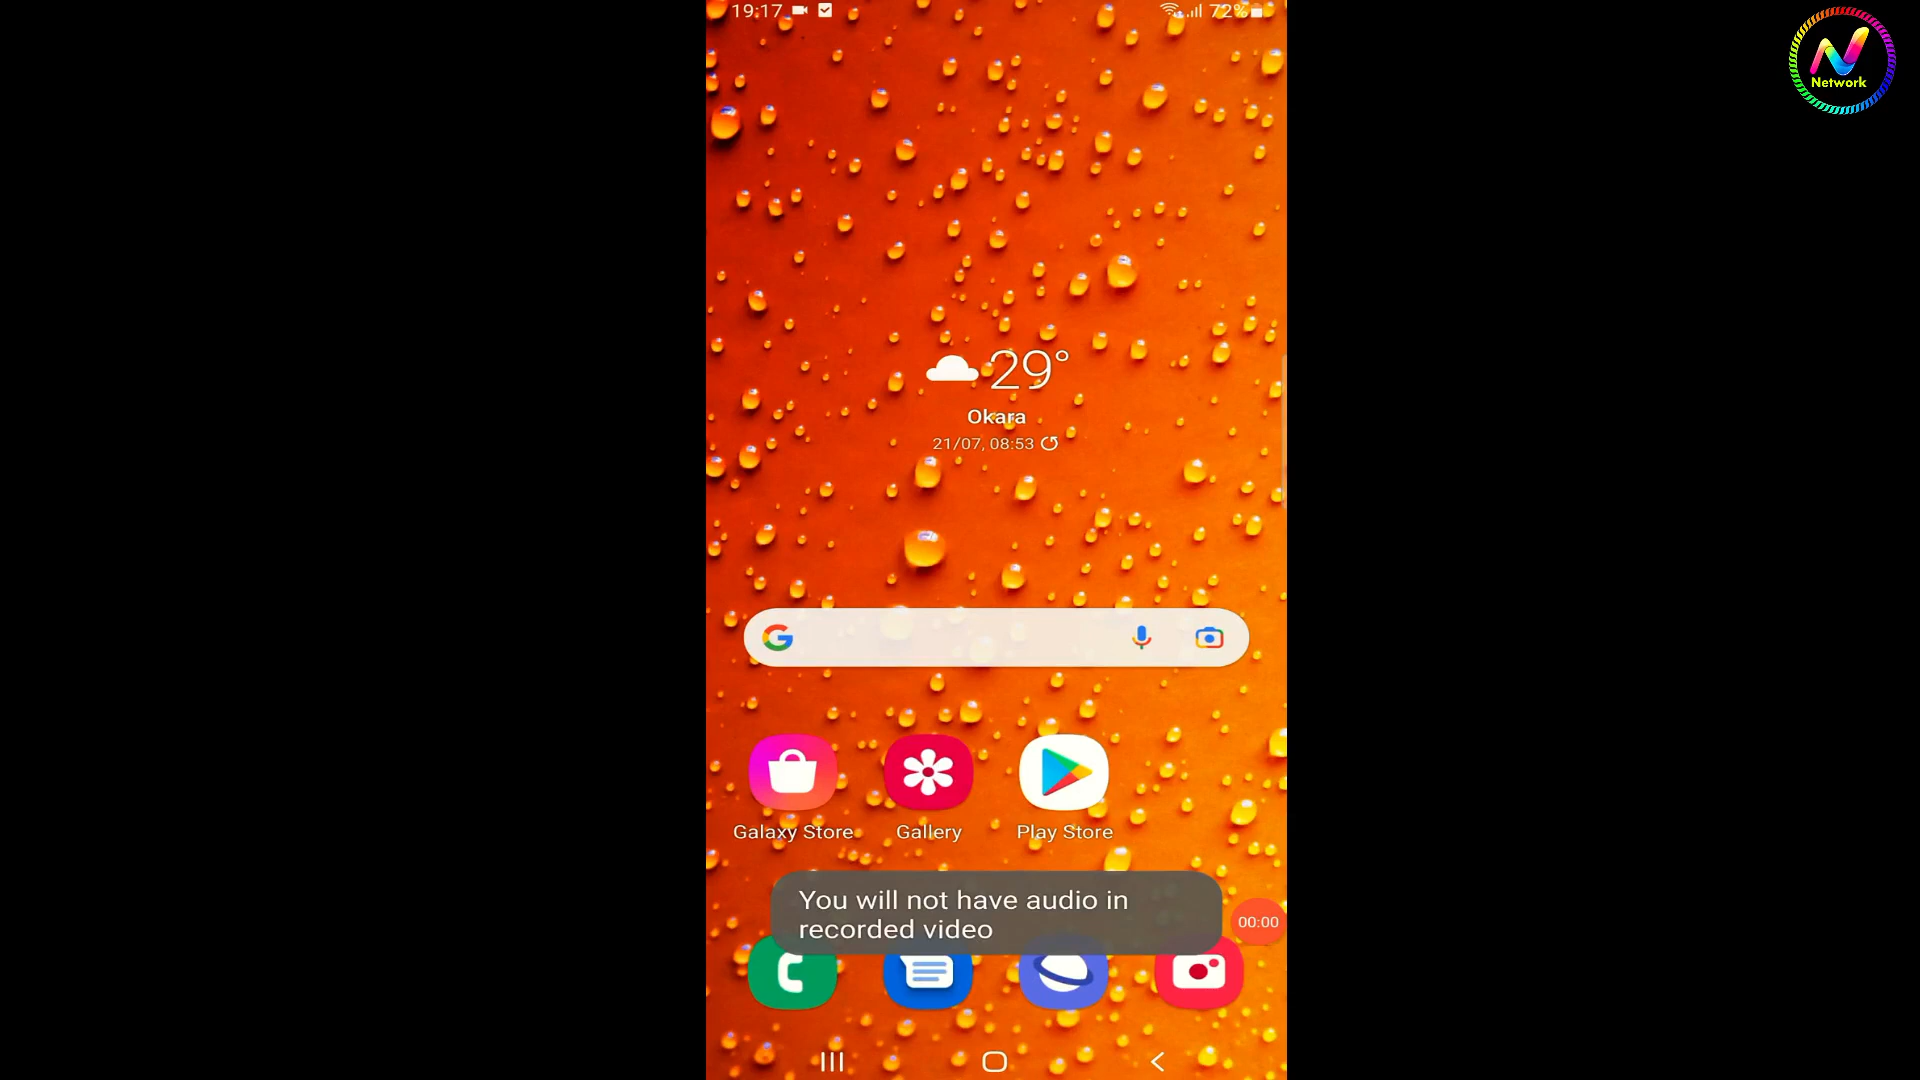 19:17
72%
Network
29°
Okara
21/07, 08:53
Galaxy Store
Gallery
Play Store
You will not have audio in
recorded video
00:00